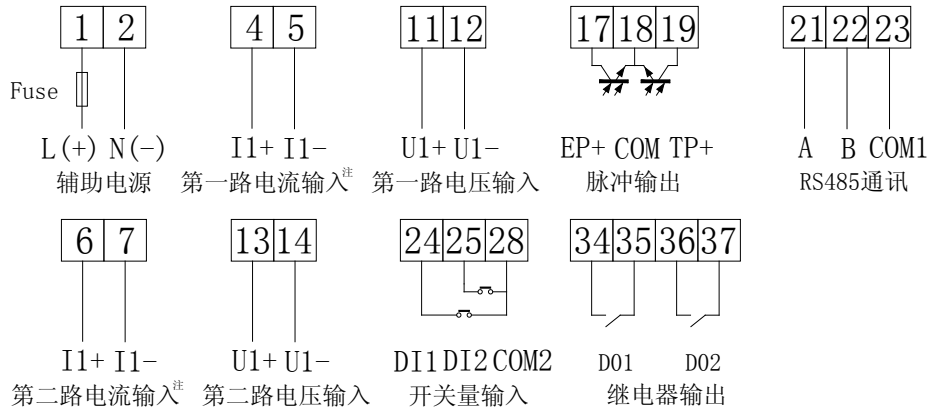 1 2 4 5 11 12 17 18 19 21 22 23
Fuse
L(+) N(-) I1+ I1- U1+ U1- EP+ COM TP+ A B COM1
辅助电源 第一路电流输入注 第一路电压输入 脉冲输出 RS485通讯
6 7 13 14 24 25 28 34 35 36 37
I1+ I1- U1+ U1- DI1 DI2 COM2 DO1 DO2
第二路电流输入注 第二路电压输入 开关量输入 继电器输出